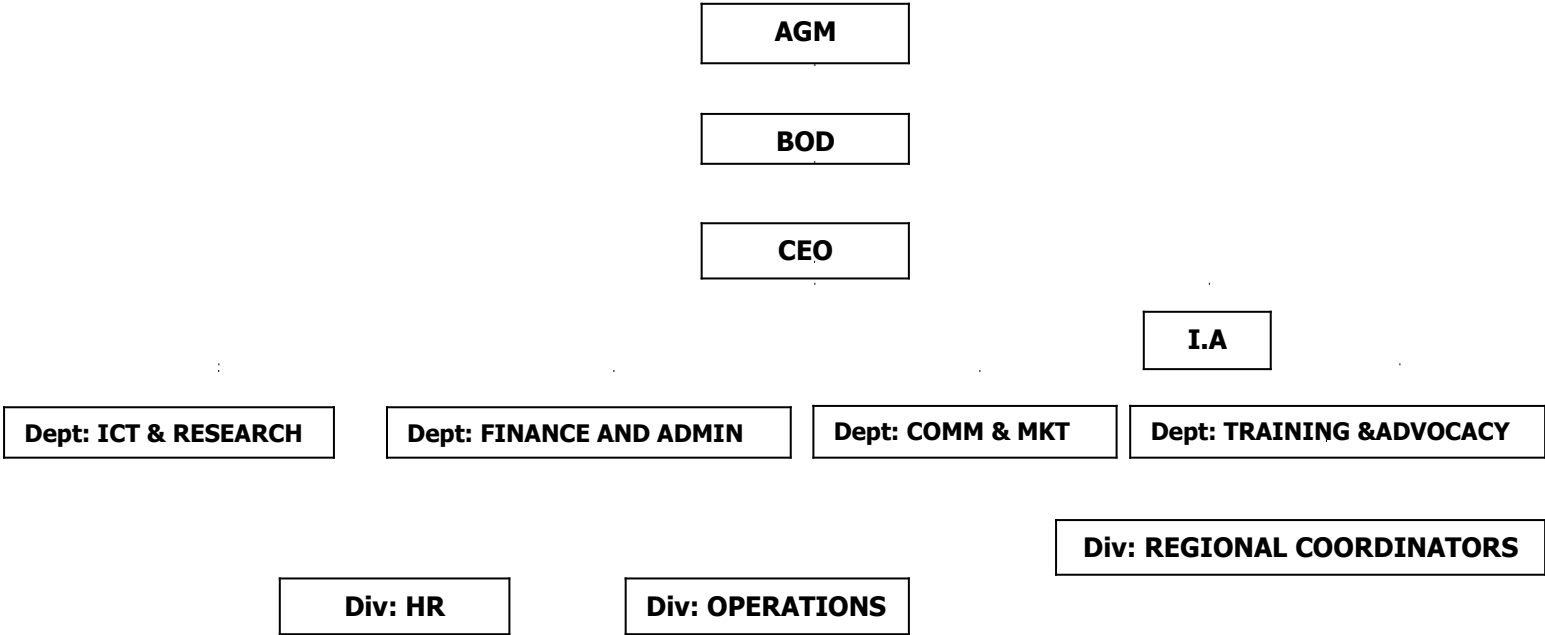 AGM
BOD
CEO
I.A
Dept: ICT & RESEARCH
Dept: FINANCE AND ADMIN
Dept: COMM & MKT
Dept: TRAINING &ADVOCACY
Div: REGIONAL COORDINATORS
Div: HR
Div: OPERATIONS